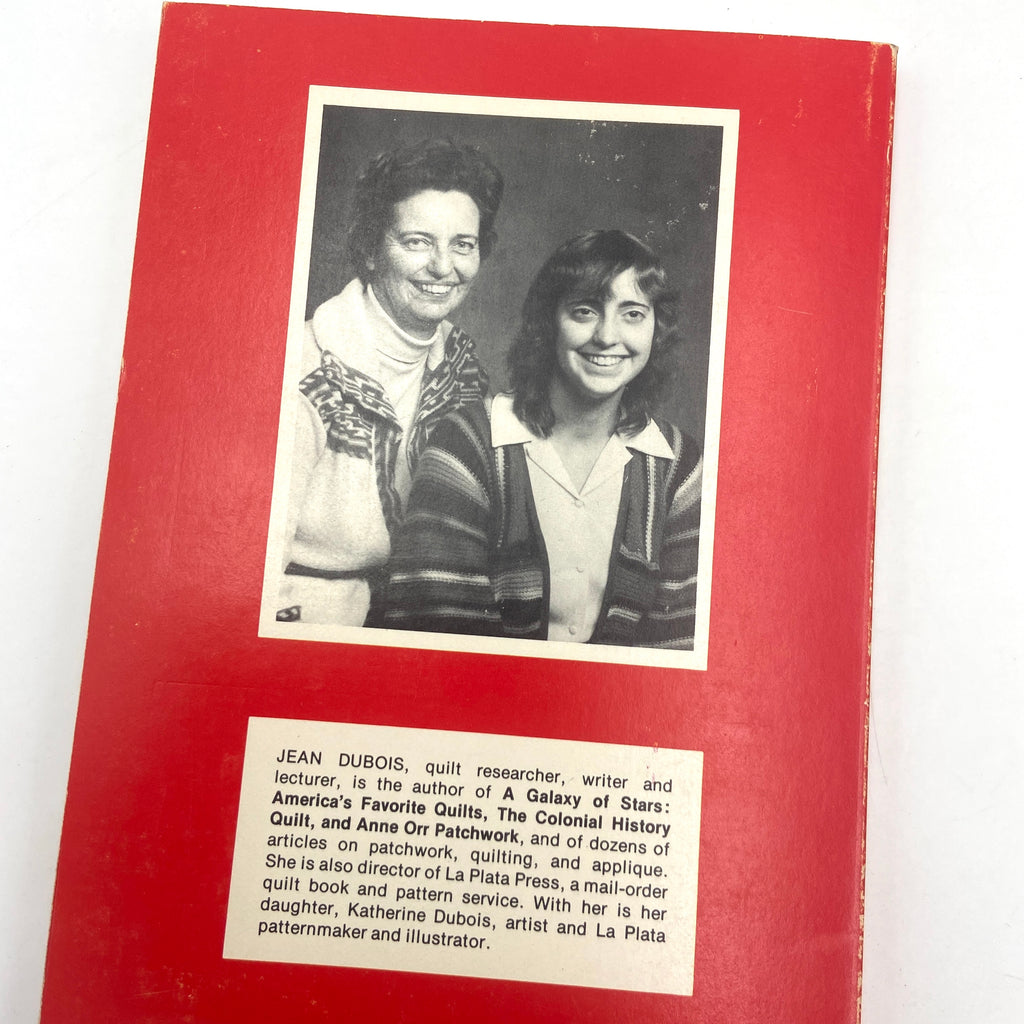 JEAN DUBOIS, quilt researcher, writer and
lecturer, is the author of A Galaxy of Stars:
America's Favorite Quilts, The Colonial History
Quilt, and Anne Orr Patchwork, and of dozens of
articles on patchwork, quilting, and applique.
She is also director of La Plata Press, a mail-order
quilt book and pattern service. With her is her
daughter, Katherine Dubois, artist and La Plata
patternmaker and illustrator.